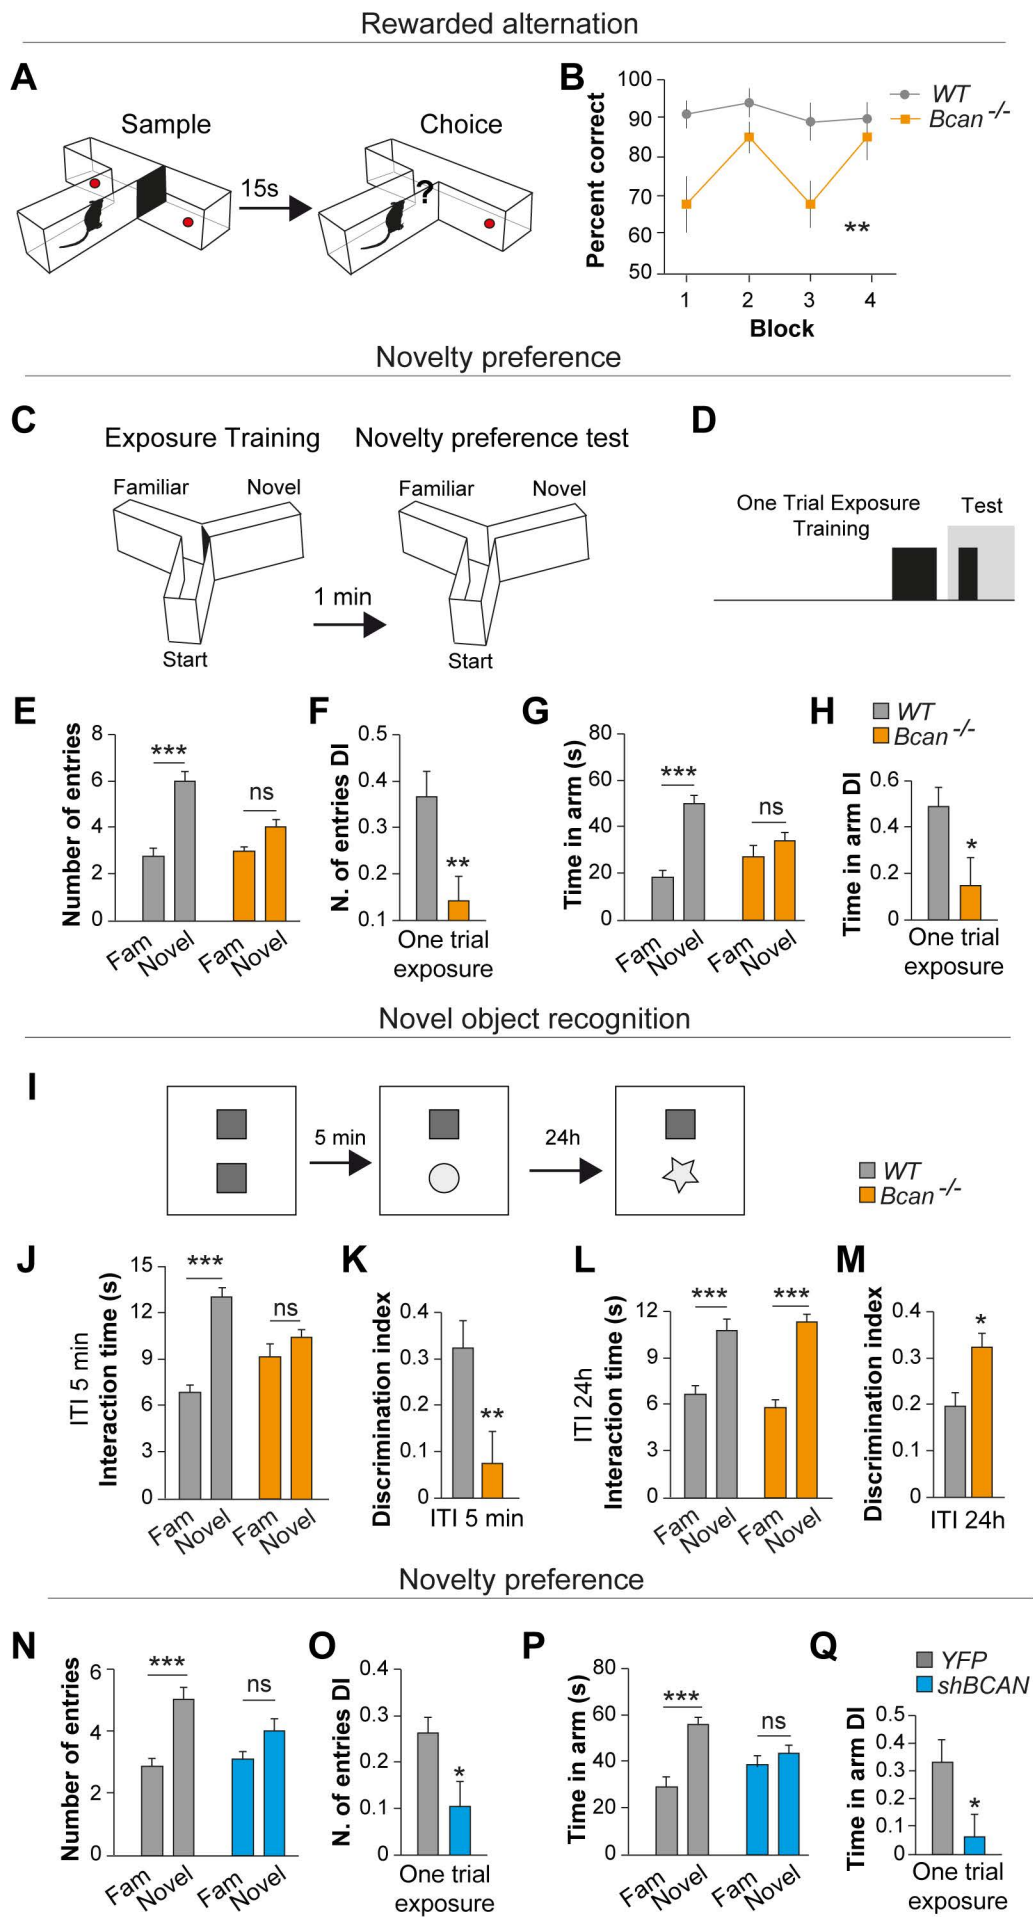 Rewarded alternation
A
Sample
15s
Choice
?
B
Percent correct
100
90
80
70
60
50
1 2 3 4
Block
WT
Bcan -/-
**
Novelty preference
C
Exposure Training
Novelty preference test
Familiar
Novel
Familiar
Novel
1 min
Start
Start
D
One Trial Exposure
Training
Test
E
Number of entries
8
6
4
2
0
***
ns
Fam
Novel
Fam
Novel
F
N. of entries DI
0.5
0.4
0.3
0.2
0.1
**
One trial
exposure
G
Time in arm (s)
80
60
40
20
0
***
ns
Fam
Novel
Fam
Novel
H
WT
Bcan -/-
Time in arm DI
0.6
0.4
0.2
0
*
One trial
exposure
Novel object recognition
I
5 min
24h
WT
Bcan -/-
J
ITI 5 min
Interaction time (s)
15
12
9
6
3
0
***
ns
Fam
Novel
Fam
Novel
K
Discrimination index
0.4
0.3
0.2
0.1
0
**
ITI 5 min
L
ITI 24h
Interaction time (s)
12
9
6
3
0
***
***
Fam
Novel
Fam
Novel
M
Discrimination index
0.4
0.3
0.2
0.1
0
*
ITI 24h
Novelty preference
N
Number of entries
6
4
2
0
***
ns
Fam
Novel
Fam
Novel
O
N. of entries DI
0.4
0.3
0.2
0.1
0
*
One trial
exposure
P
Time in arm (s)
80
60
40
20
0
***
ns
Fam
Novel
Fam
Novel
Q
YFP
shBCAN
Time in arm DI
0.5
0.4
0.3
0.2
0.1
0
*
One trial
exposure